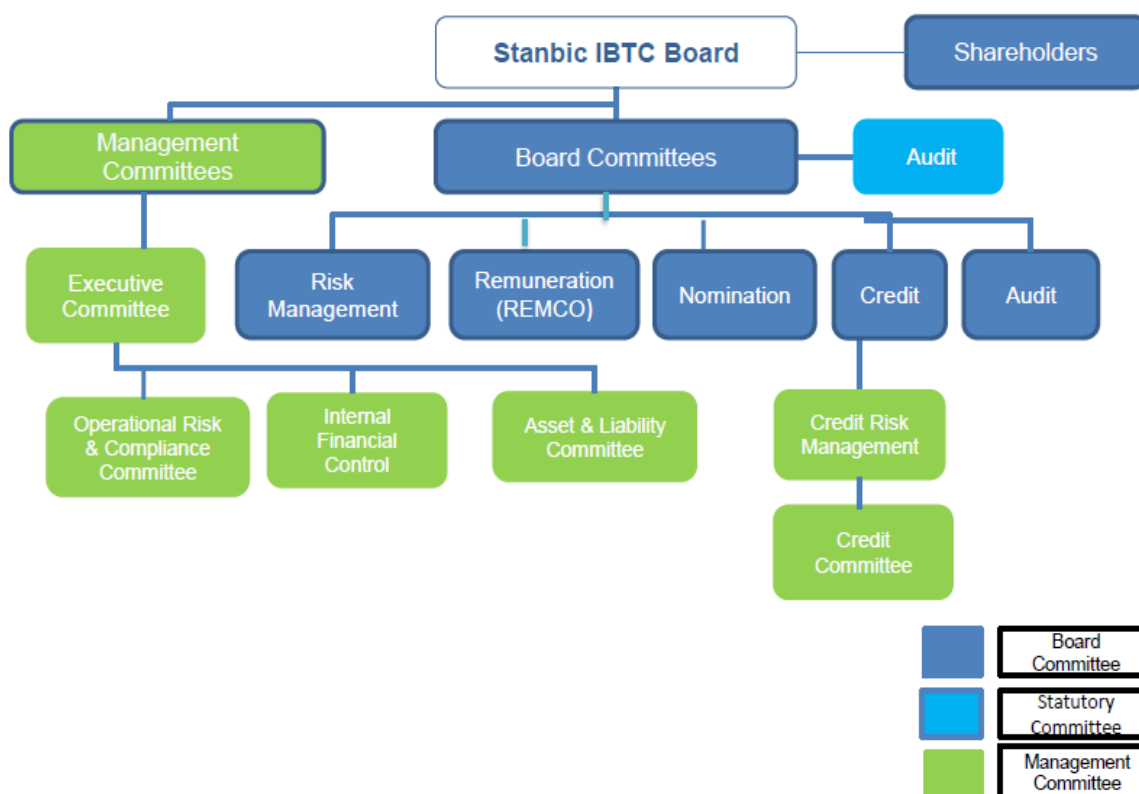 Stanbic IBTC Board
Shareholders
Management
Committees
Board Committees
Audit
Executive
Committee
Risk
Management
Remuneration
(REMCO)
Nomination
Credit
Audit
Operational Risk
& Compliance
Committee
Internal
Financial
Control
Asset & Liability
Committee
Credit Risk
Management
Credit
Committee
Board
Committee
Statutory
Committee
Management
Committee